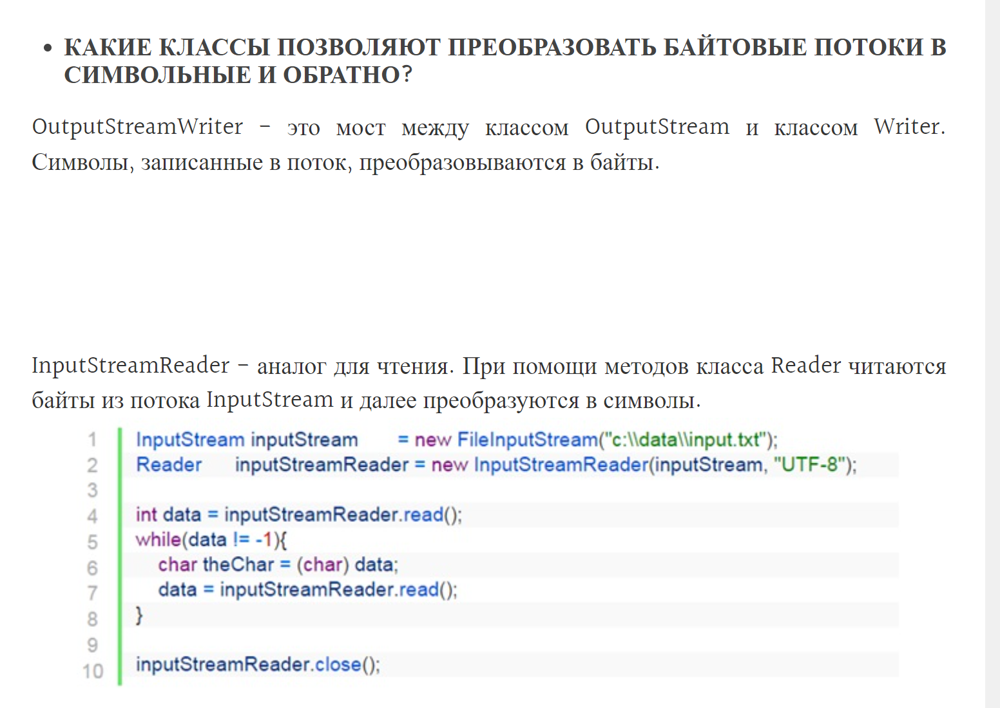 • КАКИЕ КЛАССЫ ПОЗВОЛЯЮТ ПРЕОБРАЗОВАТЬ БАЙТОВЫЕ ПОТОКИ В
СИМВОЛЬНЫЕ И ОБРАТНО?
OutputStreamWriter – это мост между классом OutputStream и классом Writer.
Символы, записанные в поток, преобразовываются в байты.
InputStreamReader – аналог для чтения. При помощи методов класса Reader читаются
байты из потока InputStream и далее преобразуются в символы.
1 InputStream inputStream       = new FileInputStream("c:\\data\\input.txt");
2 Reader      inputStreamReader = new InputStreamReader(inputStream, "UTF-8");
3
4 int data = inputStreamReader.read();
5 while(data != -1){
6     char theChar = (char) data;
7     data = inputStreamReader.read();
8 }
9
10 inputStreamReader.close();